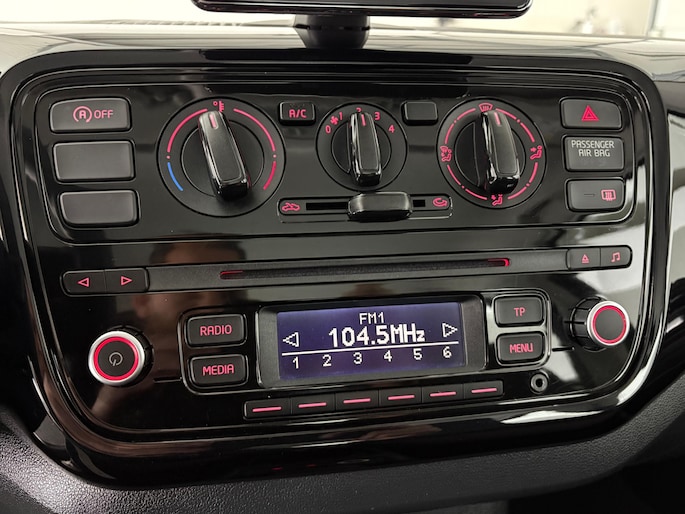 A OFF
A/C
0 1 2 3 4
PASSENGER
AIR BAG
FM1
104.5MHz
1 2 3 4 5 6
RADIO
MEDIA
TP
MENU